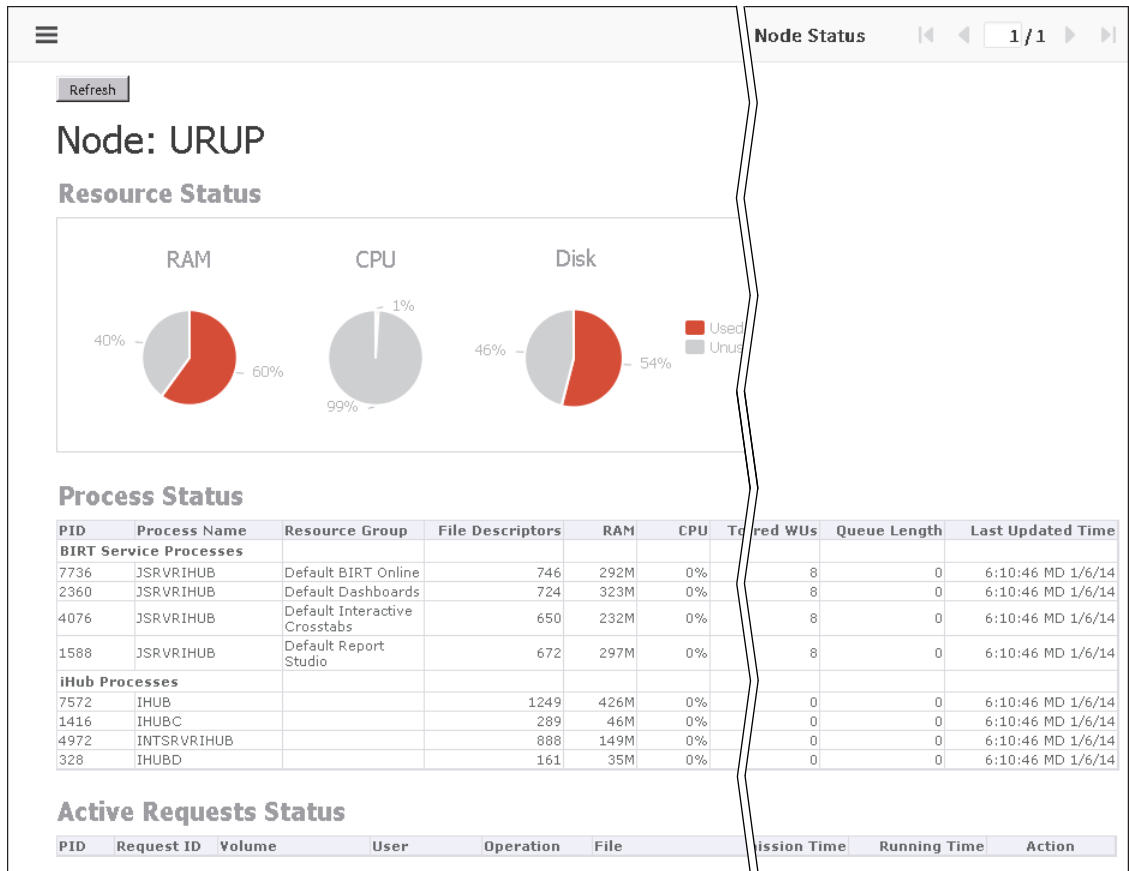 Node Status 1 / 1
Refresh
Node: URUP
Resource Status
RAM CPU Disk
1%
40% 60% 99% 46% 54%
Used
Process Status
PID Process Name Resource Group File Descriptors RAM CPU WUs Queue Length Last Updated Time
BIRT Service Processes
7736 JSRVRIHUB Default BIRT Online 746 292M 0% 8 0 6:10:46 MD 1/6/14
2360 JSRVRIHUB Default Dashboards 724 323M 0% 8 0 6:10:46 MD 1/6/14
4076 JSRVRIHUB Default Interactive Crosstabs 650 232M 0% 8 0 6:10:46 MD 1/6/14
1588 JSRVRIHUB Default Report Studio 672 297M 0% 8 0 6:10:46 MD 1/6/14
iHub Processes
7572 IHUB 1249 426M 0% 0 0 6:10:46 MD 1/6/14
1416 IHUBC 289 46M 0% 0 0 6:10:46 MD 1/6/14
4972 INTSRVRIHUB 888 149M 0% 0 0 6:10:46 MD 1/6/14
328 IHUBD 161 35M 0% 0 0 6:10:46 MD 1/6/14
Active Requests Status
PID Request ID Volume User Operation File Time Running Time Action